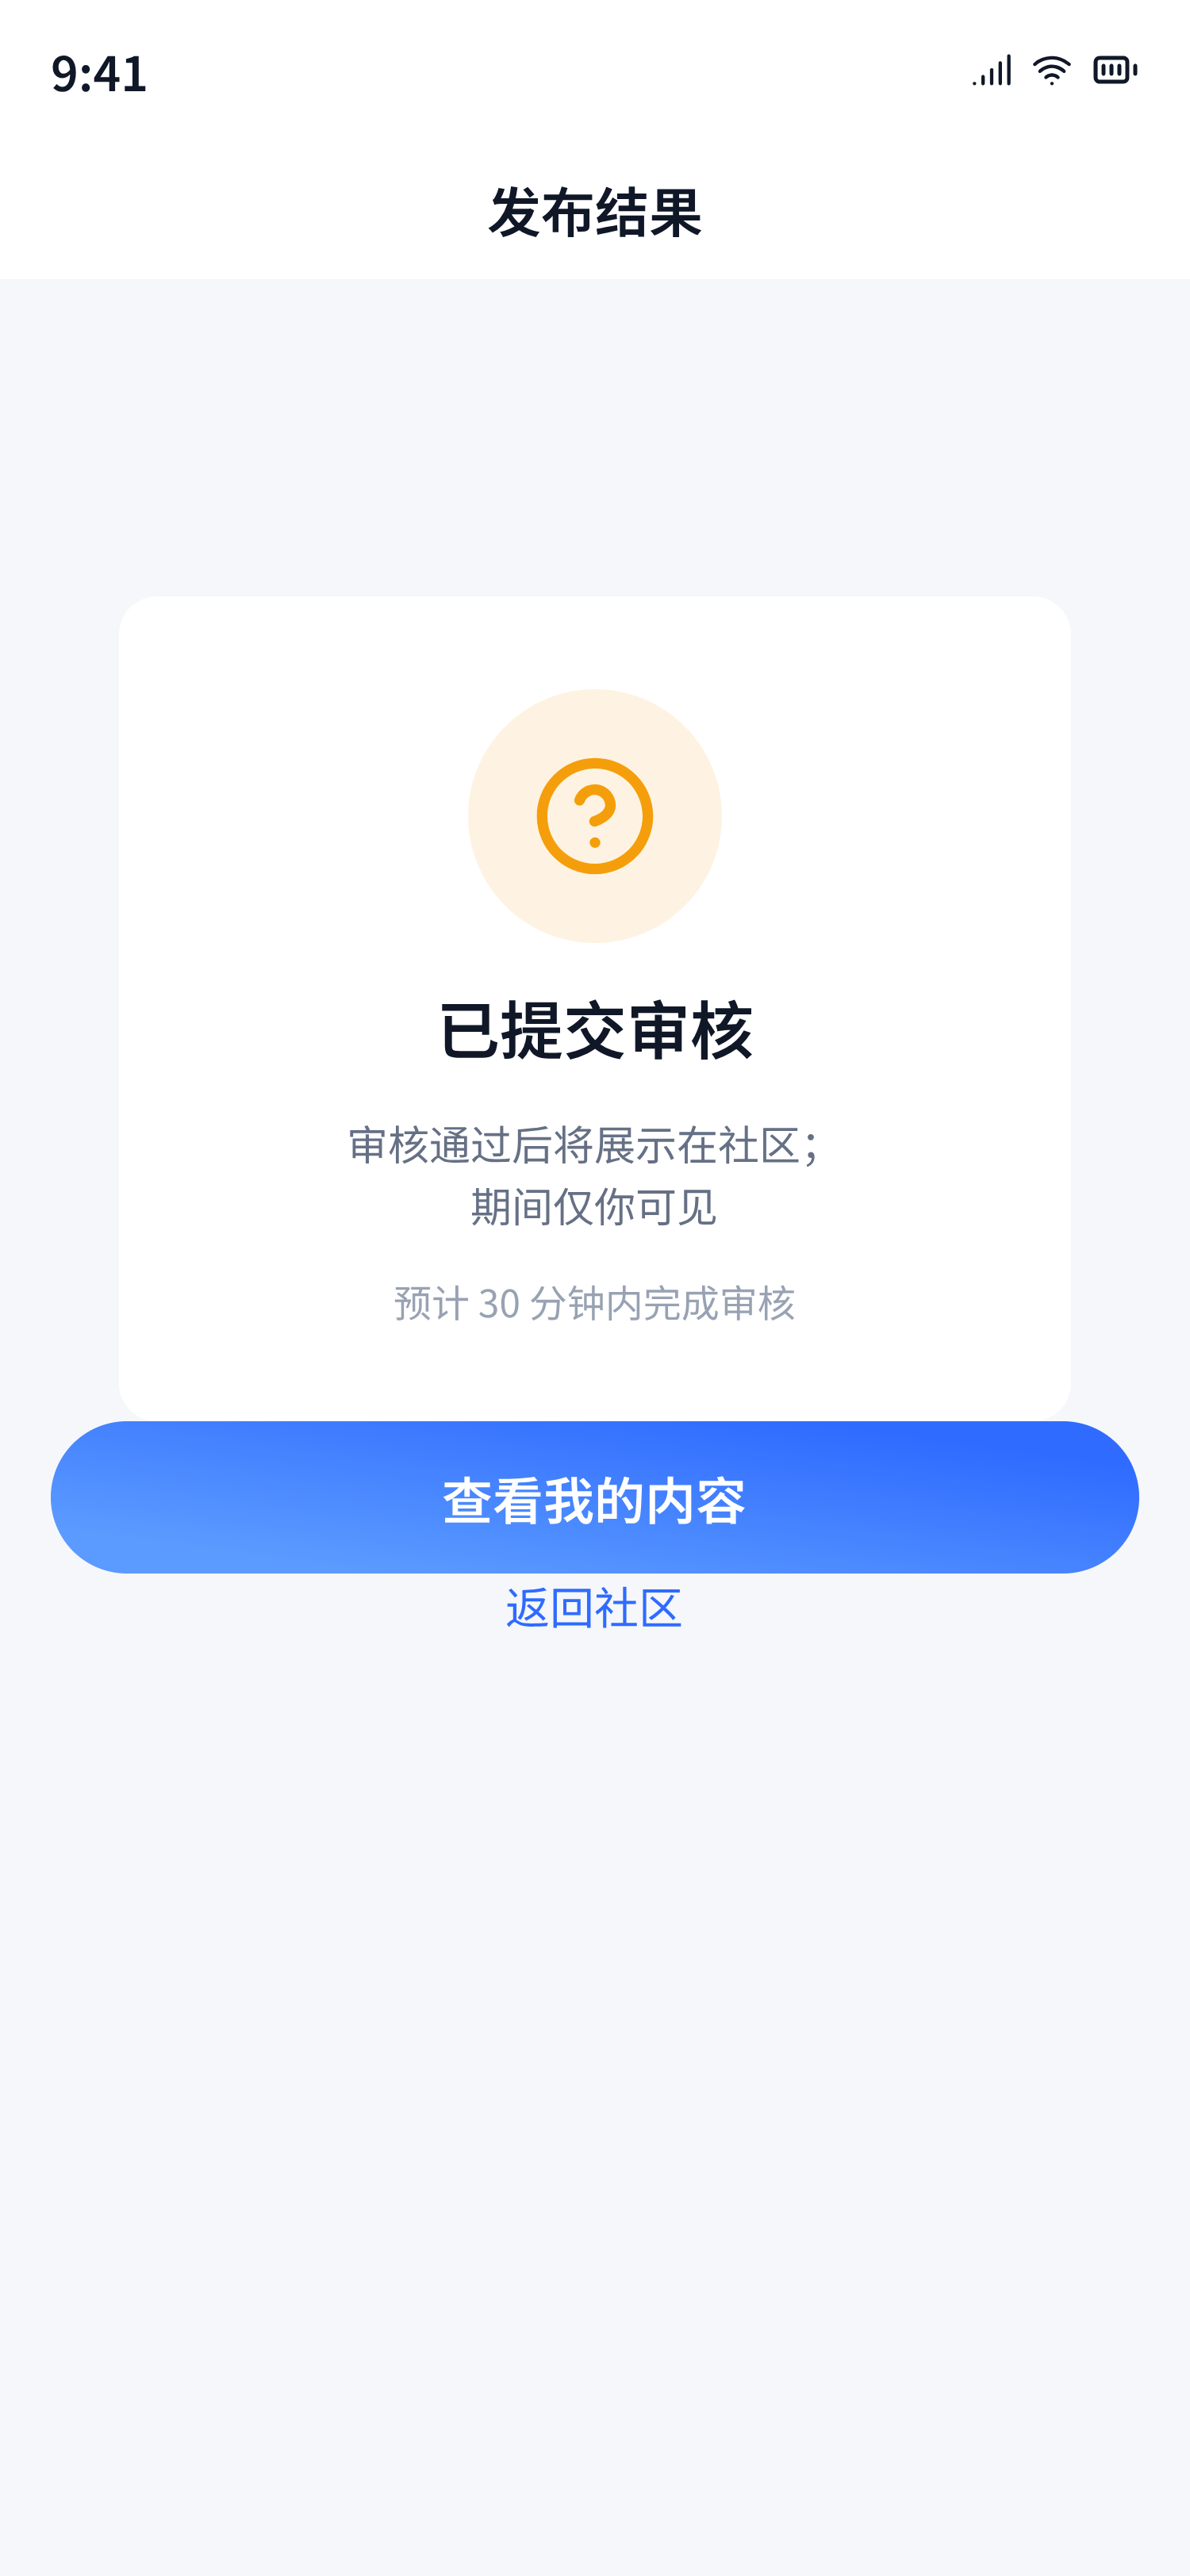 9:41
发布结果
已提交审核
审核通过后将展示在社区；
期间仅你可见
预计 30 分钟内完成审核
查看我的内容
返回社区